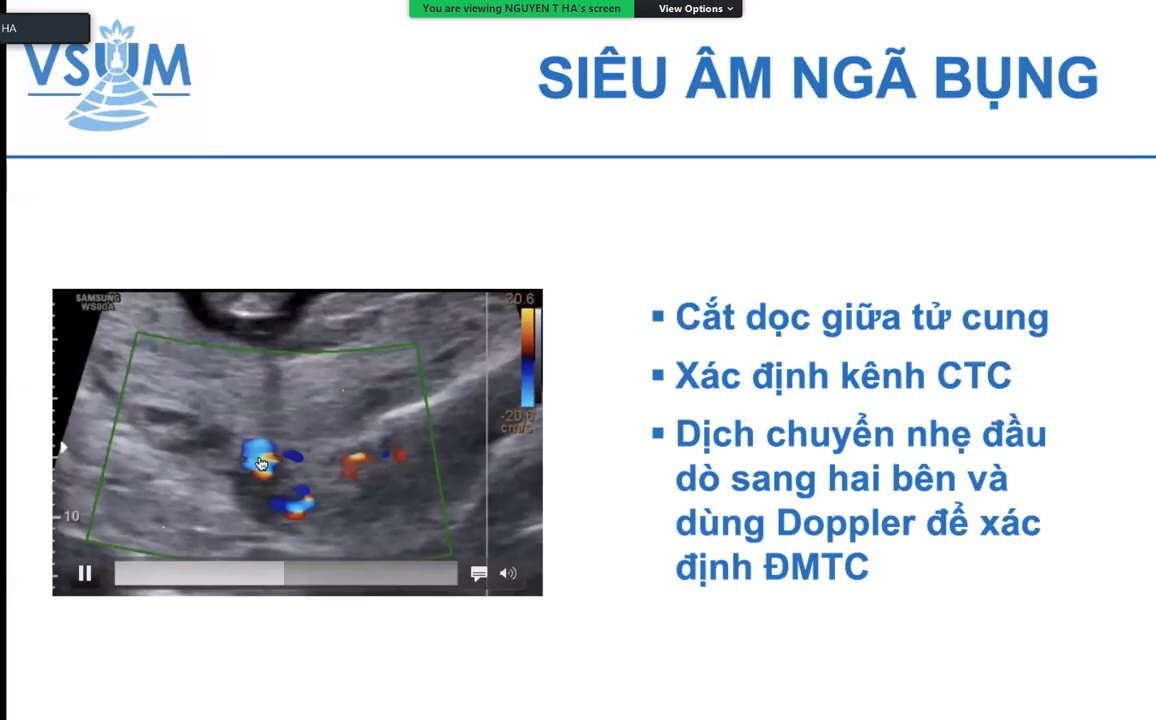 You are viewing NGUYEN T HA's screen
View Options
HA
VSUM
SIÊU ÂM NGÃ BỤNG
SAMSUNG
WS80A
20.6
-20.6
cm/s
10
▪ Cắt dọc giữa tử cung
▪ Xác định kênh CTC
▪ Dịch chuyển nhẹ đầu
dò sang hai bên và
dùng Doppler để xác
định ĐMTC